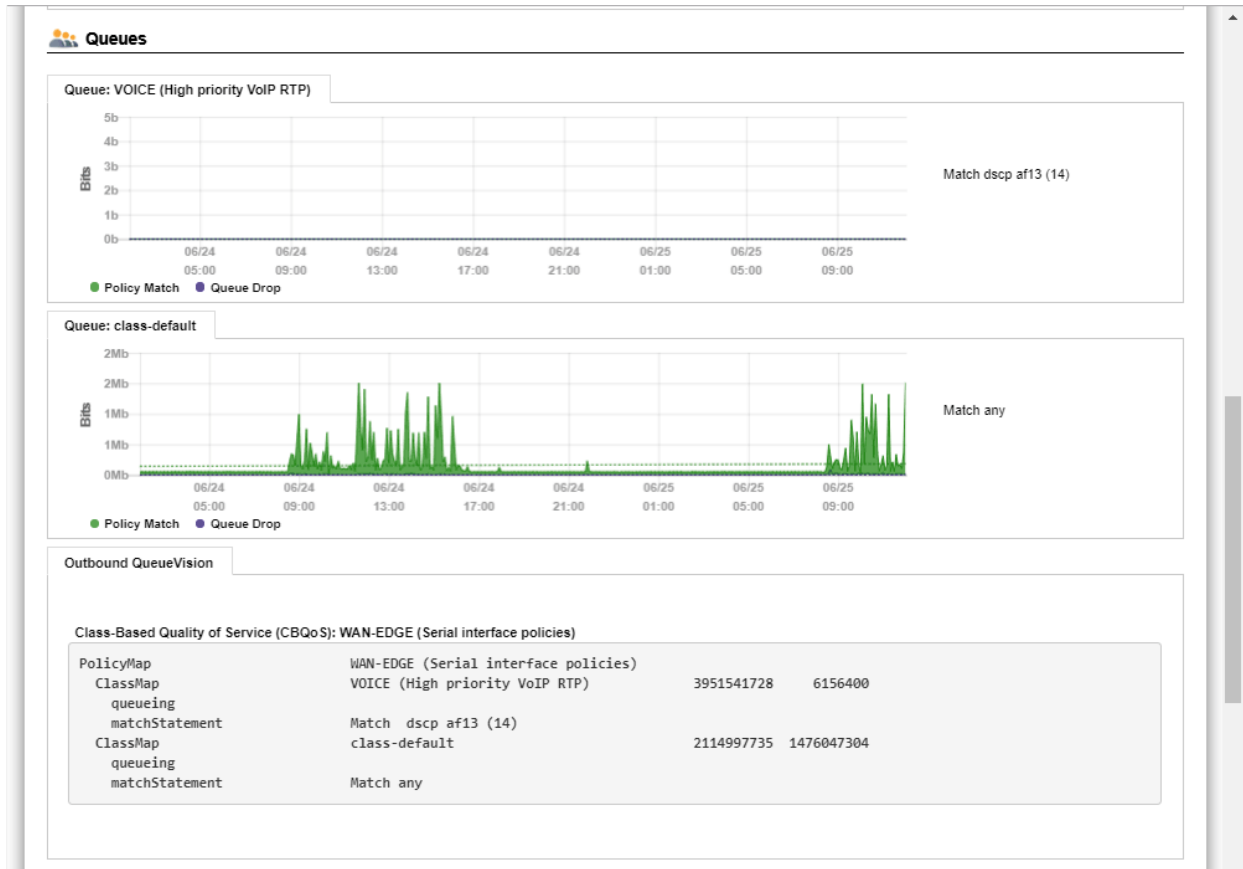 Queues
Queue: VOICE (High priority VoIP RTP)
5b
4b
3b
2b
1b
0b
Bits
Match dscp af13 (14)
06/24 06/24 06/24 06/24 06/24 06/25 06/25 06/25
05:00 09:00 13:00 17:00 21:00 01:00 05:00 09:00
Policy Match Queue Drop
Queue: class-default
2Mb
2Mb
1Mb
1Mb
0Mb
Bits
Match any
06/24 06/24 06/24 06/24 06/24 06/25 06/25 06/25
05:00 09:00 13:00 17:00 21:00 01:00 05:00 09:00
Policy Match Queue Drop
Outbound QueueVision
Class-Based Quality of Service (CBQoS): WAN-EDGE (Serial interface policies)
PolicyMap WAN-EDGE (Serial interface policies)
ClassMap VOICE (High priority VoIP RTP) 3951541728 6156400
queueing
matchStatement Match dscp af13 (14)
ClassMap class-default 2114997735 1476047304
queueing
matchStatement Match any